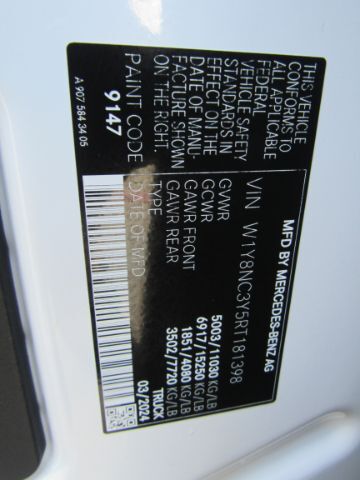 MFD BY MERCEDES-BENZ AG
VIN W1Y8NC3Y5RT181398
GVWR 5003/11030 KG/LB
GCWR 6917/15250 KG/LB
GAWR FRONT 1851/4080 KG/LB
GAWR REAR 3502/7720 KG/LB
TYPE TRUCK
DATE OF MFD 03/2024
THIS VEHICLE
CONFORMS TO ALL
FEDERAL
VEHICLE SAFETY
STANDARDS IN
EFFECT ON THE
DATE OF MANU-
FACTURE SHOWN
ON THE RIGHT.
PAINT CODE
9147
A 907 584 34 05